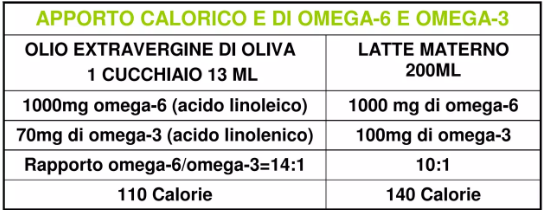 APPORTO CALORICO E DI OMEGA-6 E OMEGA-3
OLIO EXTRAVERGINE DI OLIVA
1 CUCCHIAIO 13 ML
LATTE MATERNO
200ML
1000mg omega-6 (acido linoleico)
1000 mg di omega-6
70mg di omega-3 (acido linolenico)
100mg di omega-3
Rapporto omega-6/omega-3=14:1
10:1
110 Calorie
140 Calorie